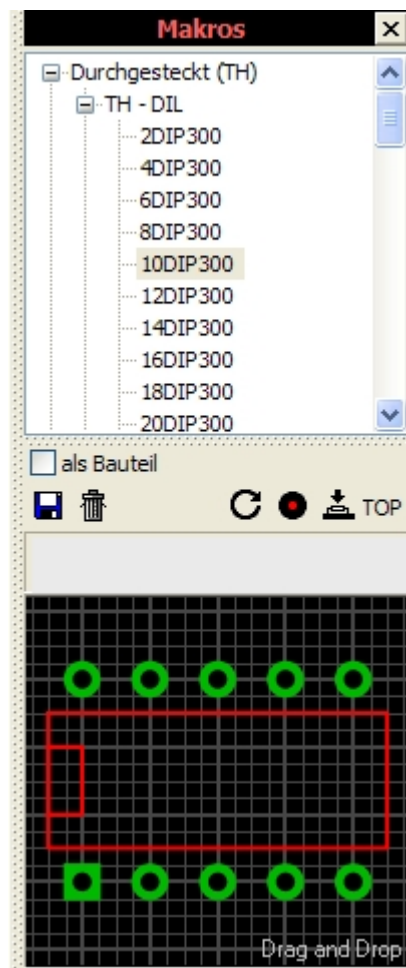 Makros
Durchgesteckt (TH)
TH - DIL
2DIP300
4DIP300
6DIP300
8DIP300
10DIP300
12DIP300
14DIP300
16DIP300
18DIP300
20DIP300
als Bauteil
TOP
Drag and Drop